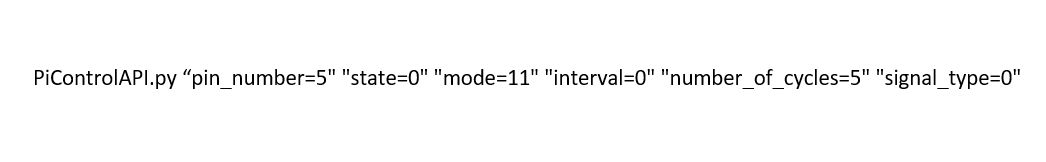 PiControlAPI.py “pin_number=5" "state=0" "mode=11" "interval=0" "number_of_cycles=5" "signal_type=0"